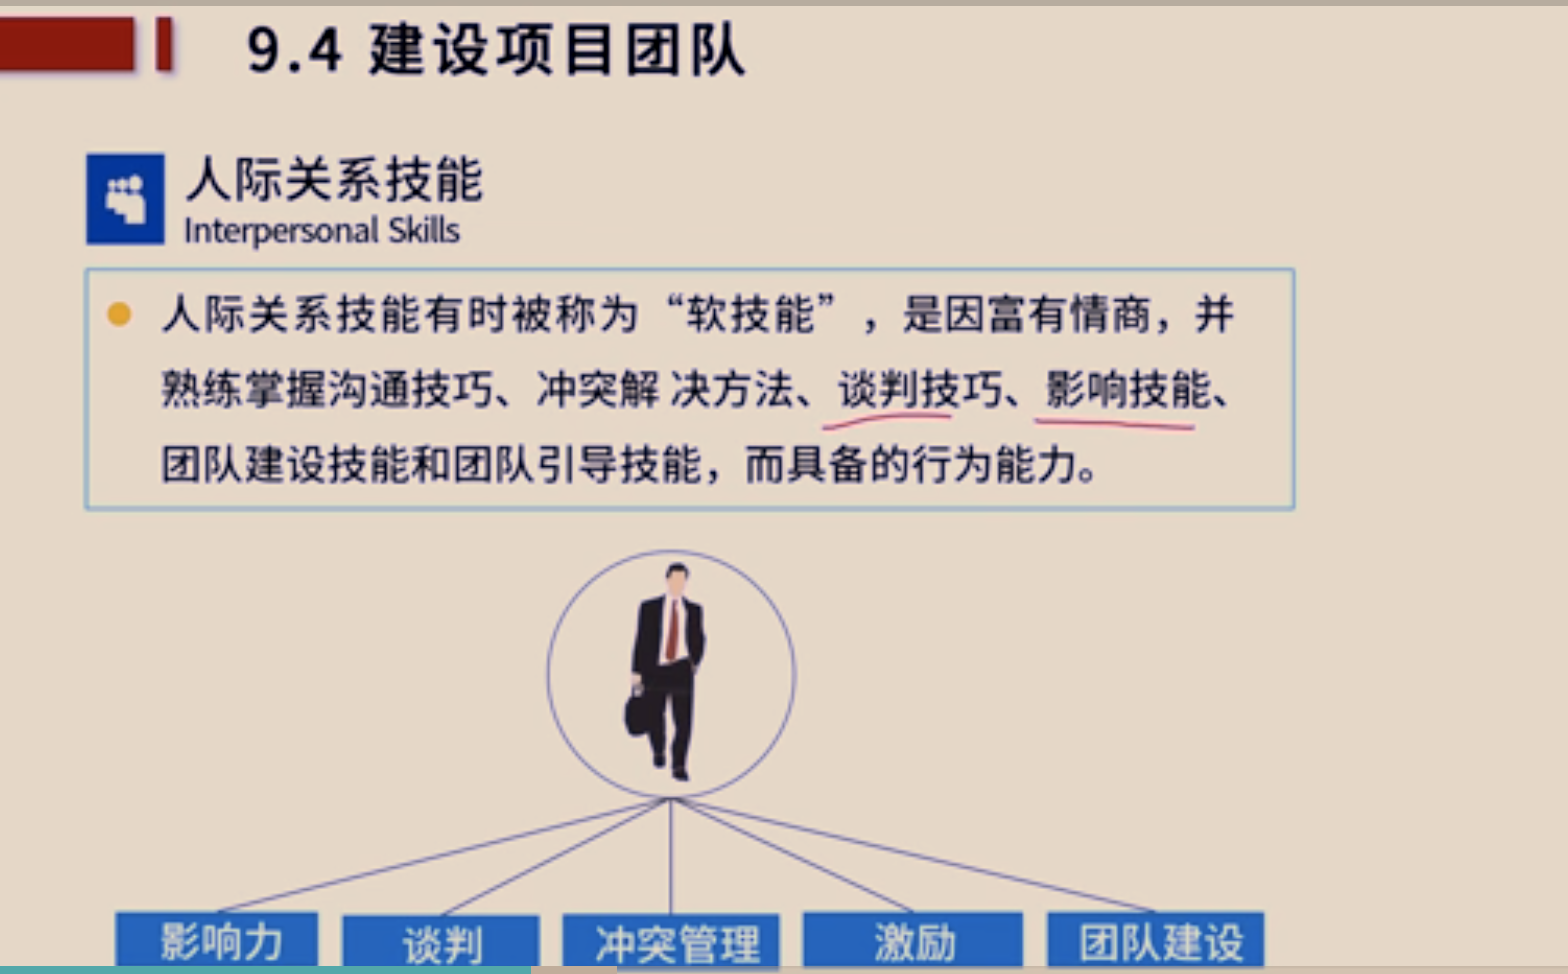 9.4 建设项目团队
人际关系技能
Interpersonal Skills
人际关系技能有时被称为“软技能”，是因富有情商，并
熟练掌握沟通技巧、冲突解 决方法、谈判技巧、影响技能、
团队建设技能和团队引导技能，而具备的行为能力。
影响力 谈判 冲突管理 激励 团队建设